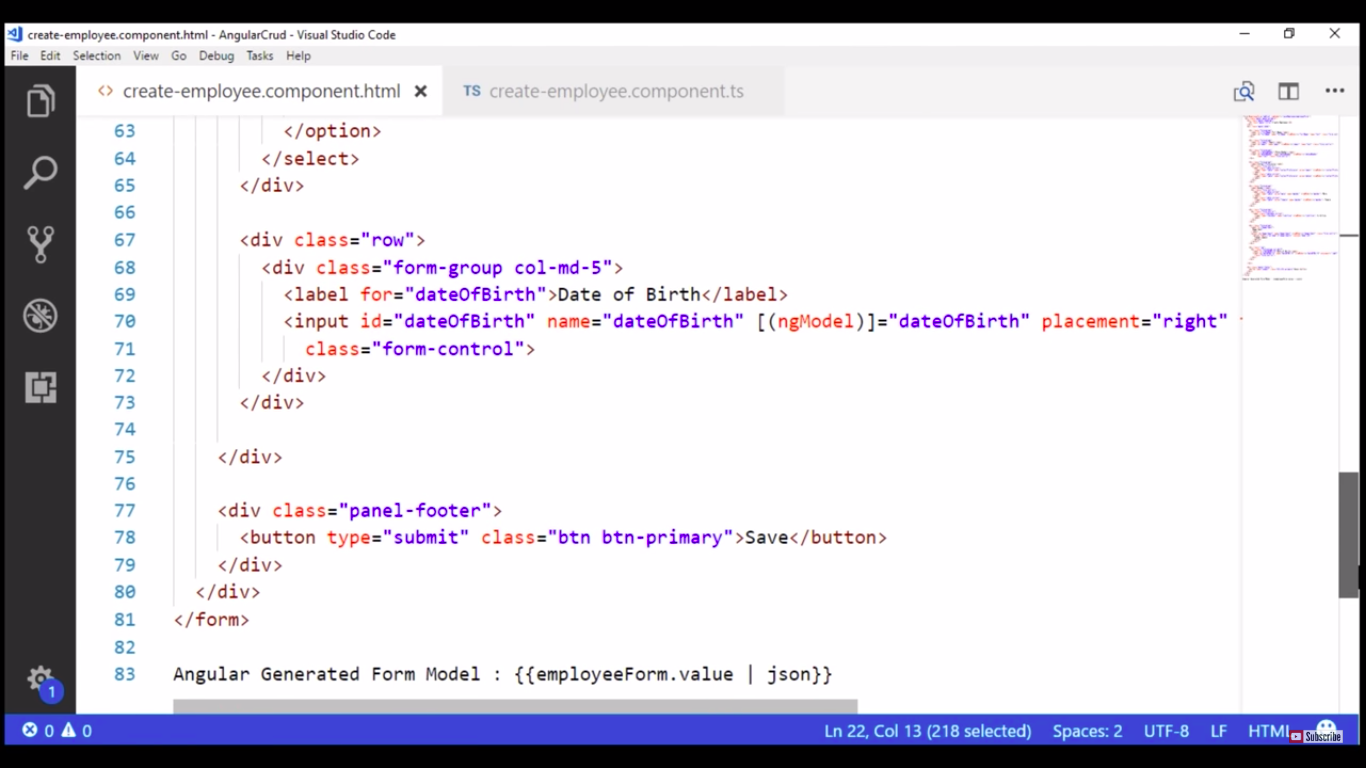 create-employee.component.html - AngularCrud - Visual Studio Code
File Edit Selection View Go Debug Tasks Help
<> create-employee.component.html × TS create-employee.component.ts
63 </option>
64 </select>
65 </div>
66
67 <div class="row">
68 <div class="form-group col-md-5">
69 <label for="dateOfBirth">Date of Birth</label>
70 <input id="dateOfBirth" name="dateOfBirth" [(ngModel)]="dateOfBirth" placement="right"
71 class="form-control">
72 </div>
73 </div>
74
75 </div>
76
77 <div class="panel-footer">
78 <button type="submit" class="btn btn-primary">Save</button>
79 </div>
80 </div>
81 </form>
82
83 Angular Generated Form Model : {{employeeForm.value | json}}
1
0 0 Ln 22, Col 13 (218 selected) Spaces: 2 UTF-8 LF HTML Subscribe